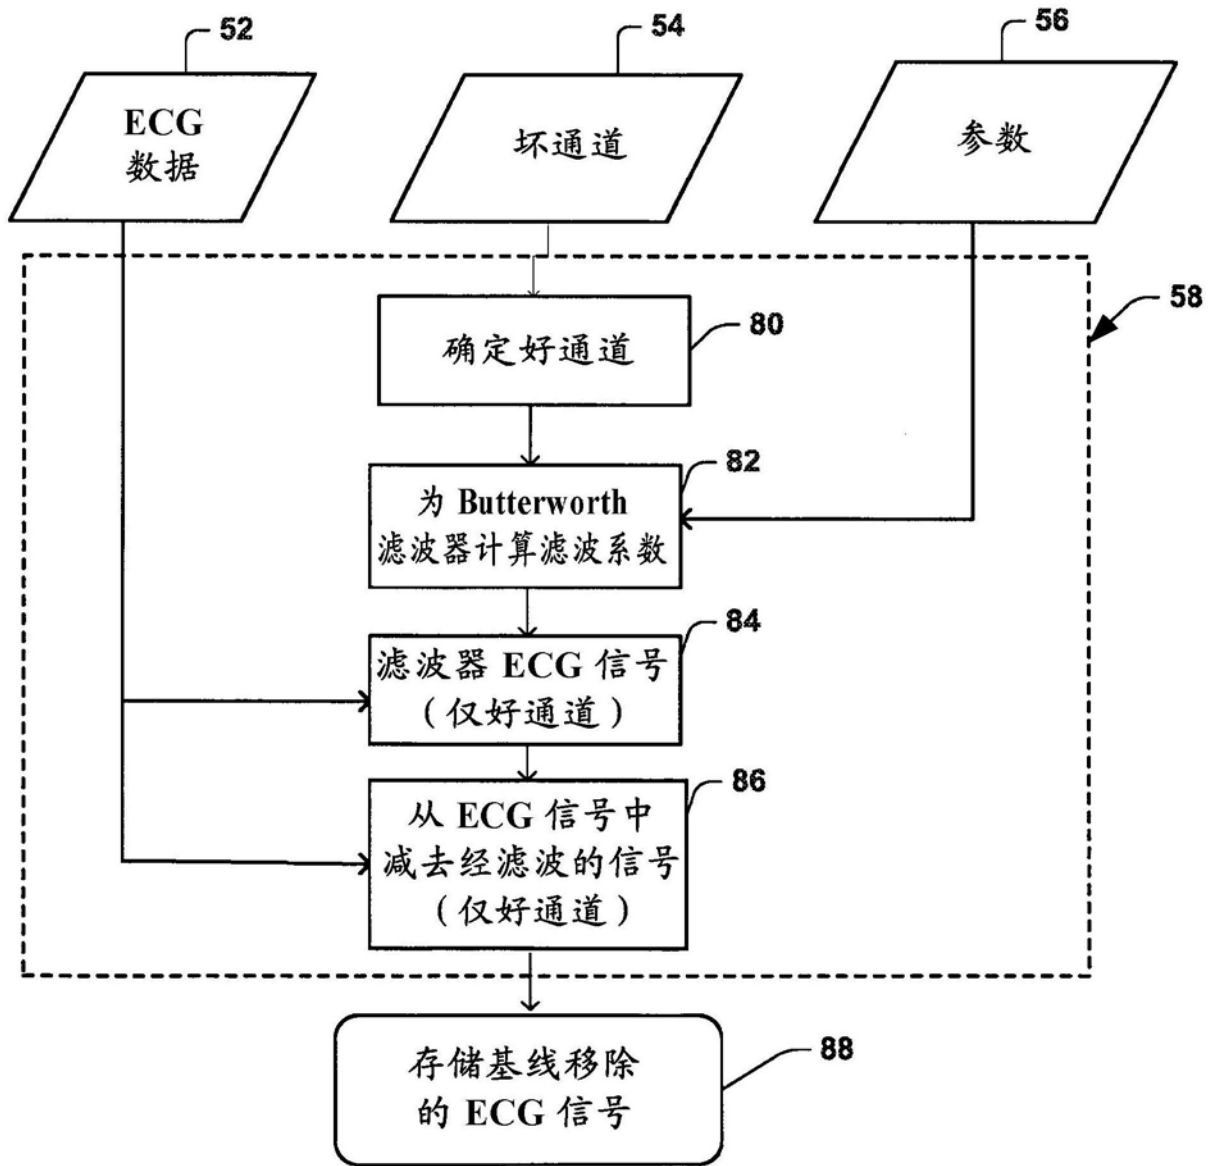 52
54
56
ECG
数据
坏通道
参数
58
确定好通道
80
为 Butterworth
滤波器计算滤波系数
82
滤波器 ECG 信号
（仅好通道）
84
从 ECG 信号中
减去经滤波的信号
（仅好通道）
86
存储基线移除
的 ECG 信号
88